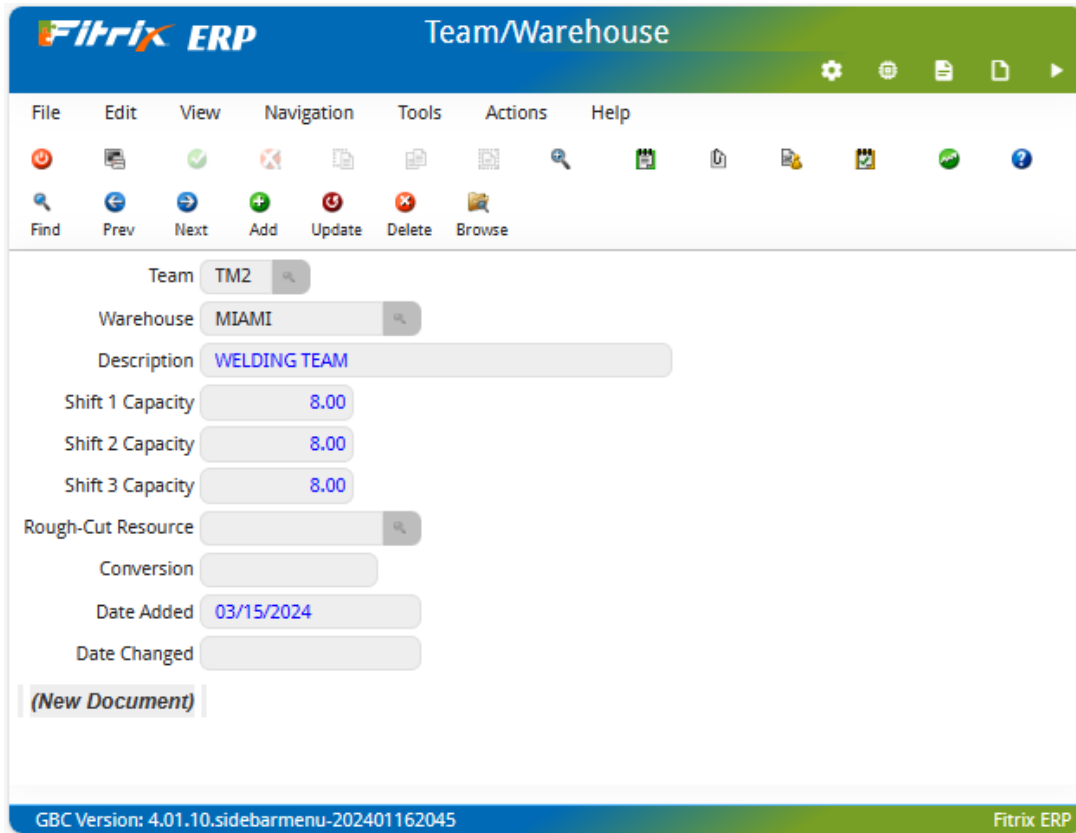 Fitrix ERP
Team/Warehouse
File Edit View Navigation Tools Actions Help
Find Prev Next Add Update Delete Browse
Team TM2
Warehouse MIAMI
Description WELDING TEAM
Shift 1 Capacity 8.00
Shift 2 Capacity 8.00
Shift 3 Capacity 8.00
Rough-Cut Resource
Conversion
Date Added 03/15/2024
Date Changed
(New Document)
GBC Version: 4.01.10.sidebarmenu-202401162045 Fitrix ERP